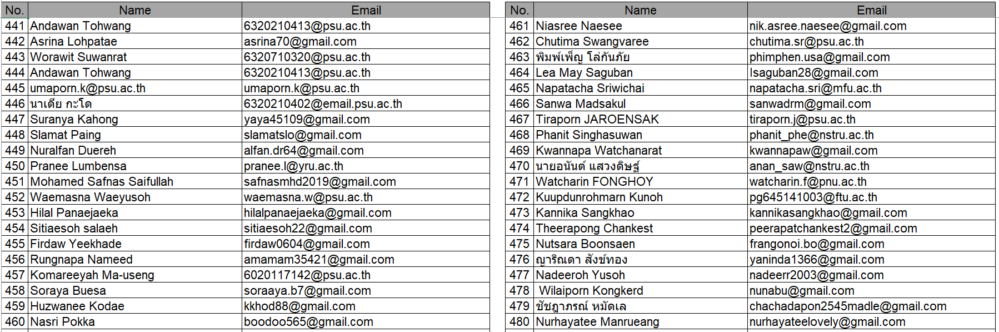 No. Name Email
441 Andawan Tohwang 6320210413@psu.ac.th
442 Asrina Lohpatae asrina70@gmail.com
443 Worawit Suwanrat 6320710320@psu.ac.th
444 Andawan Tohwang 6320210413@psu.ac.th
445 umaporn.k@psu.ac.th umaporn.k@psu.ac.th
446 นาเดีย กะโด 6320210402@email.psu.ac.th
447 Suranya Kahong yaya45109@gmail.com
448 Slamat Paing slamatslo@gmail.com
449 Nuralfan Duereh alfan.dr64@gmail.com
450 Pranee Lumbensa pranee.l@yru.ac.th
451 Mohamed Safnas Saifullah safnasmhd2019@gmail.com
452 Waemasna Waeyusoh waemasna.w@psu.ac.th
453 Hilal Panaejaeka hilalpanaejaeka@gmail.com
454 Sitiaesoh salaeh sitiaesoh22@gmail.com
455 Firdaw Yeekhade firdaw0604@gmail.com
456 Rungnapa Nameed amamam35421@gmail.com
457 Komareeyah Ma-useng 6020117142@psu.ac.th
458 Soraya Buesa soraaya.b7@gmail.com
459 Huzwanee Kodae kkhod88@gmail.com
460 Nasri Pokka boodoo565@gmail.com
No. Name Email
461 Niasree Naesee nik.asree.naesee@gmail.com
462 Chutima Swangvaree chutima.sr@psu.ac.th
463 พิมพ์เพ็ญ โล่กันภัย phimphen.usa@gmail.com
464 Lea May Saguban lsaguban28@gmail.com
465 Napatacha Sriwichai napatacha.sri@mfu.ac.th
466 Sanwa Madsakul sanwadrm@gmail.com
467 Tiraporn JAROENSAK tiraporn.j@psu.ac.th
468 Phanit Singhasuwan phanit_phe@nstru.ac.th
469 Kwannapa Watchanarat kwannapaw@gmail.com
470 นายอนันต์ แสวงดิษฐ์ anan_saw@nstru.ac.th
471 Watcharin FONGHOY watcharin.f@pnu.ac.th
472 Kuupdunrohmarn Kunoh pg645141003@ftu.ac.th
473 Kannika Sangkhao kannikasangkhao@gmail.com
474 Theerapong Chankest peerapatchankest2@gmail.com
475 Nutsara Boonsaen frangonoi.bo@gmail.com
476 ญาริณดา สังข์ทอง yaninda1366@gmail.com
477 Nadeeroh Yusoh nadeerr2003@gmail.com
478 Wilaiporn Kongkerd nunabu@gmail.com
479 ชัชฎาภรณ์ หมัดเล chachadapon2545madle@gmail.com
480 Nurhayatee Manrueang nurhayateelovely@gmail.com